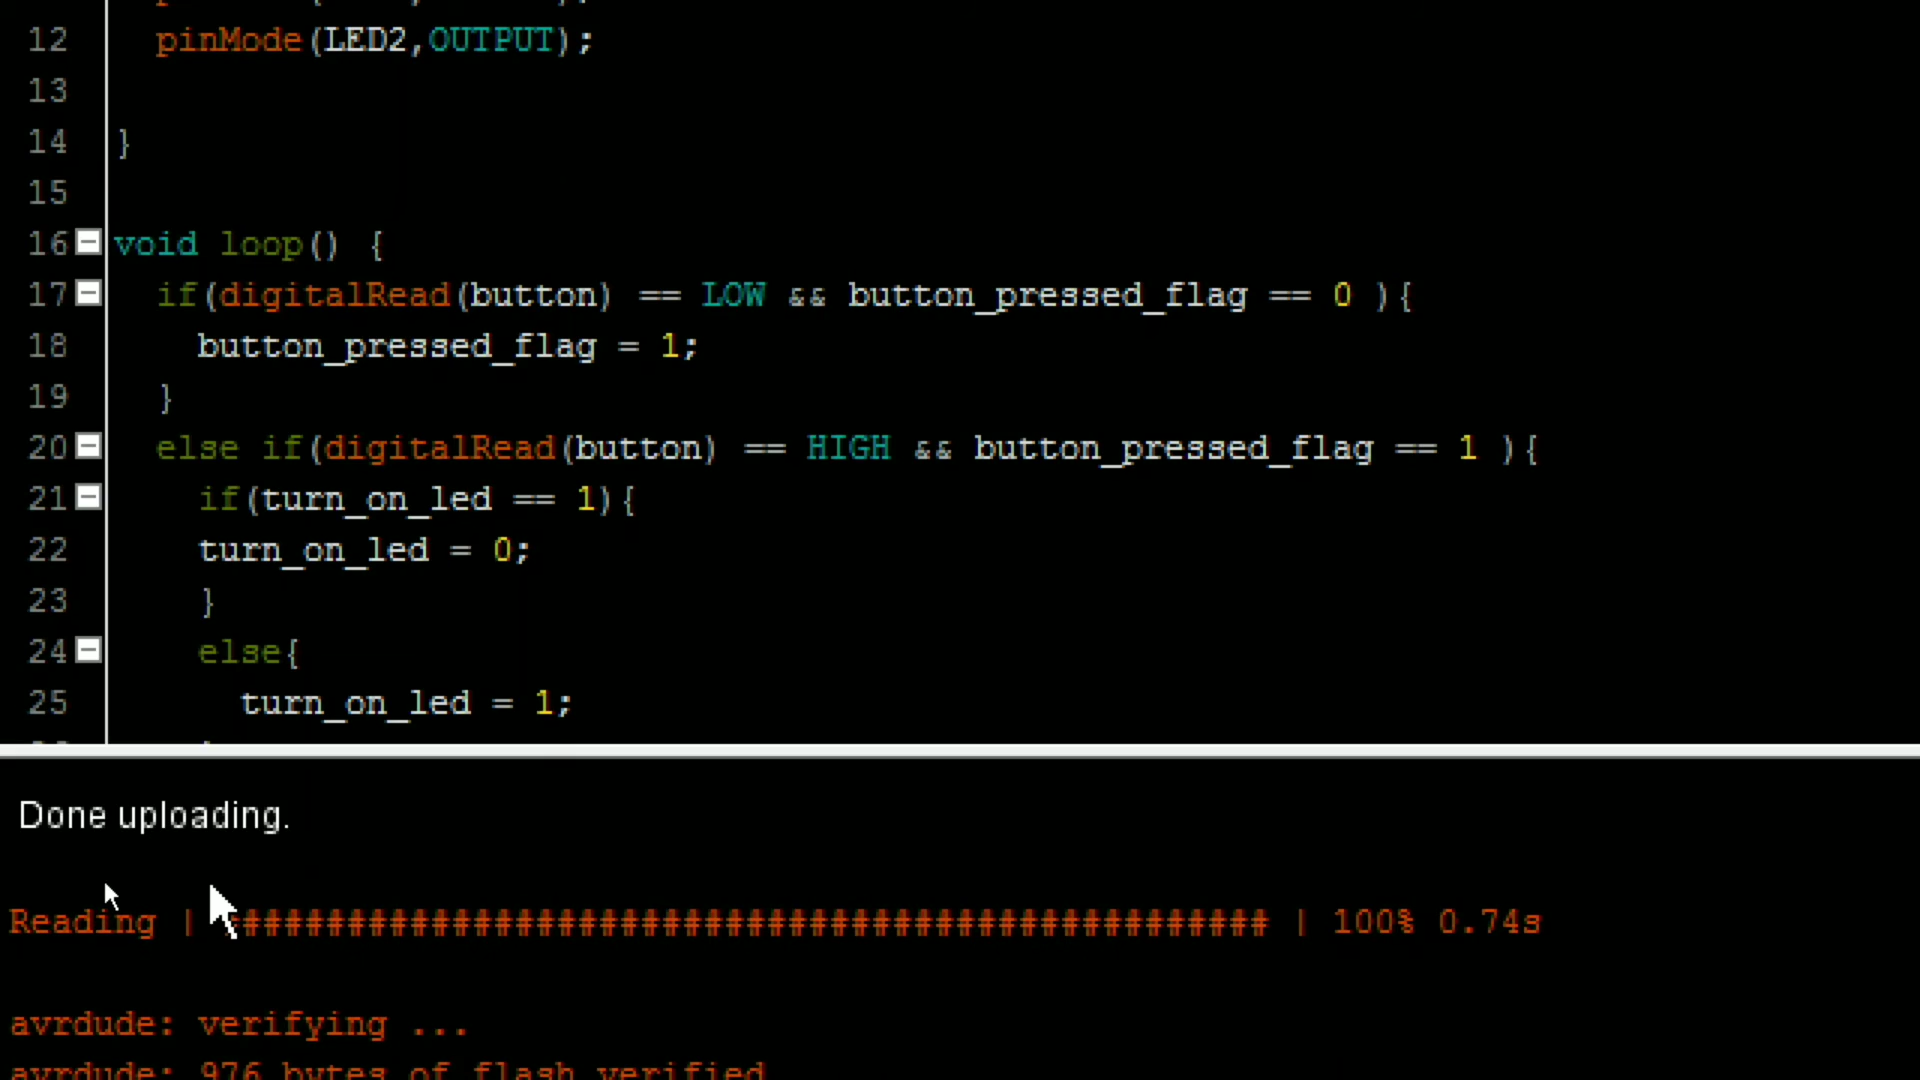 12 pinMode(LED2,OUTPUT);
13
14 }
15
16 void loop() {
17 if(digitalRead(button) == LOW && button_pressed_flag == 0 ){
18 button_pressed_flag = 1;
19 }
20 else if(digitalRead(button) == HIGH && button_pressed_flag == 1 ){
21 if(turn_on_led == 1){
22 turn_on_led = 0;
23 }
24 else{
25 turn_on_led = 1;
Done uploading.
Reading | ################################################# | 100% 0.74s
avrdude: verifying ...
avrdude: 976 bytes of flash verified